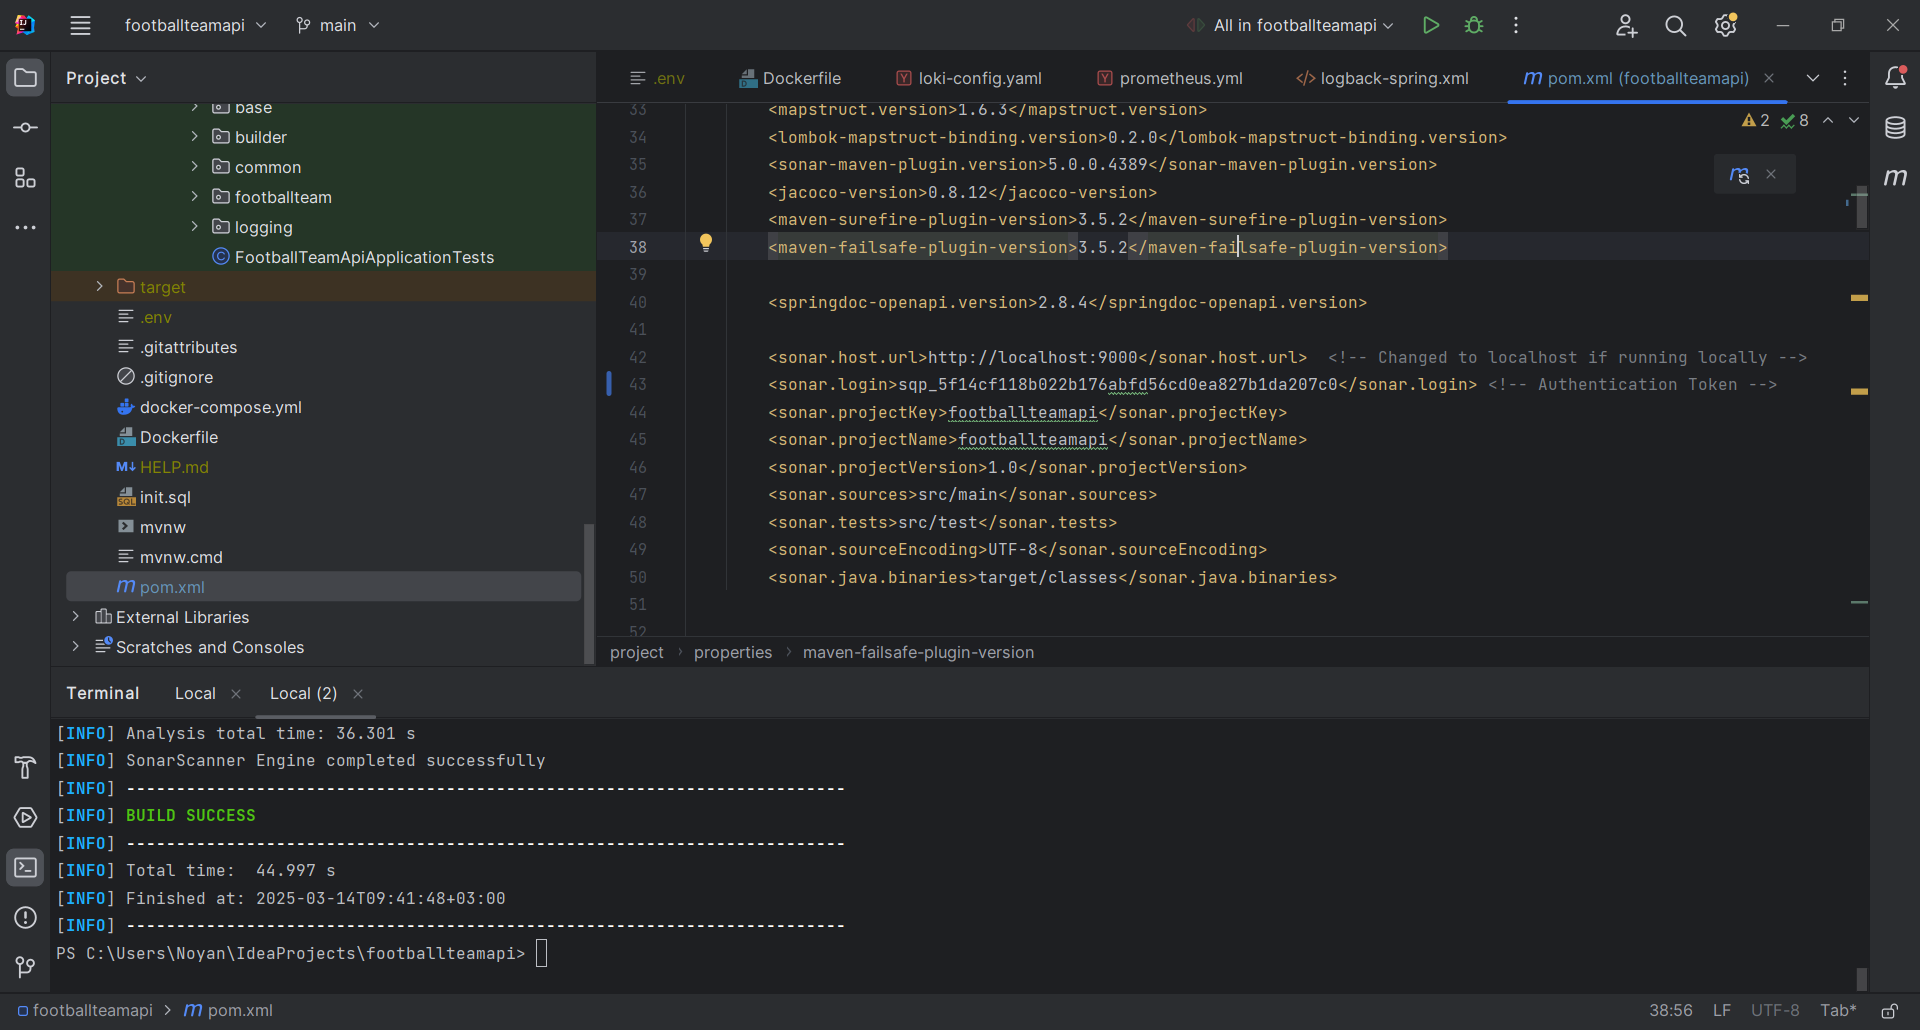 footballteamapi
main
All in footballteamapi
Project
.env
Dockerfile
loki-config.yaml
prometheus.yml
logback-spring.xml
pom.xml (footballteamapi)
base
builder
common
footballteam
logging
FootballTeamApiApplicationTests
target
.env
.gitattributes
.gitignore
docker-compose.yml
Dockerfile
HELP.md
init.sql
mvnw
mvnw.cmd
pom.xml
External Libraries
Scratches and Consoles
2 8
33 <mapstruct.version>1.6.3</mapstruct.version>
34 <lombok-mapstruct-binding.version>0.2.0</lombok-mapstruct-binding.version>
35 <sonar-maven-plugin.version>5.0.0.4389</sonar-maven-plugin.version>
36 <jacoco-version>0.8.12</jacoco-version>
37 <maven-surefire-plugin-version>3.5.2</maven-surefire-plugin-version>
38 <maven-failsafe-plugin-version>3.5.2</maven-failsafe-plugin-version>
39
40 <springdoc-openapi.version>2.8.4</springdoc-openapi.version>
41
42 <sonar.host.url>http://localhost:9000</sonar.host.url> <!-- Changed to localhost if running locally -->
43 <sonar.login>sqp_5f14cf118b022b176abfd56cd0ea827b1da207c0</sonar.login> <!-- Authentication Token -->
44 <sonar.projectKey>footballteamapi</sonar.projectKey>
45 <sonar.projectName>footballteamapi</sonar.projectName>
46 <sonar.projectVersion>1.0</sonar.projectVersion>
47 <sonar.sources>src/main</sonar.sources>
48 <sonar.tests>src/test</sonar.tests>
49 <sonar.sourceEncoding>UTF-8</sonar.sourceEncoding>
50 <sonar.java.binaries>target/classes</sonar.java.binaries>
51
52
project > properties > maven-failsafe-plugin-version
Terminal Local Local (2)
[INFO] Analysis total time: 36.301 s
[INFO] SonarScanner Engine completed successfully
[INFO] ------------------------------------------------------------------------
[INFO] BUILD SUCCESS
[INFO] ------------------------------------------------------------------------
[INFO] Total time:  44.997 s
[INFO] Finished at: 2025-03-14T09:41:48+03:00
[INFO] ------------------------------------------------------------------------
PS C:\Users\Noyan\IdeaProjects\footballteamapi>
footballteamapi > pom.xml
38:56 LF UTF-8 Tab*